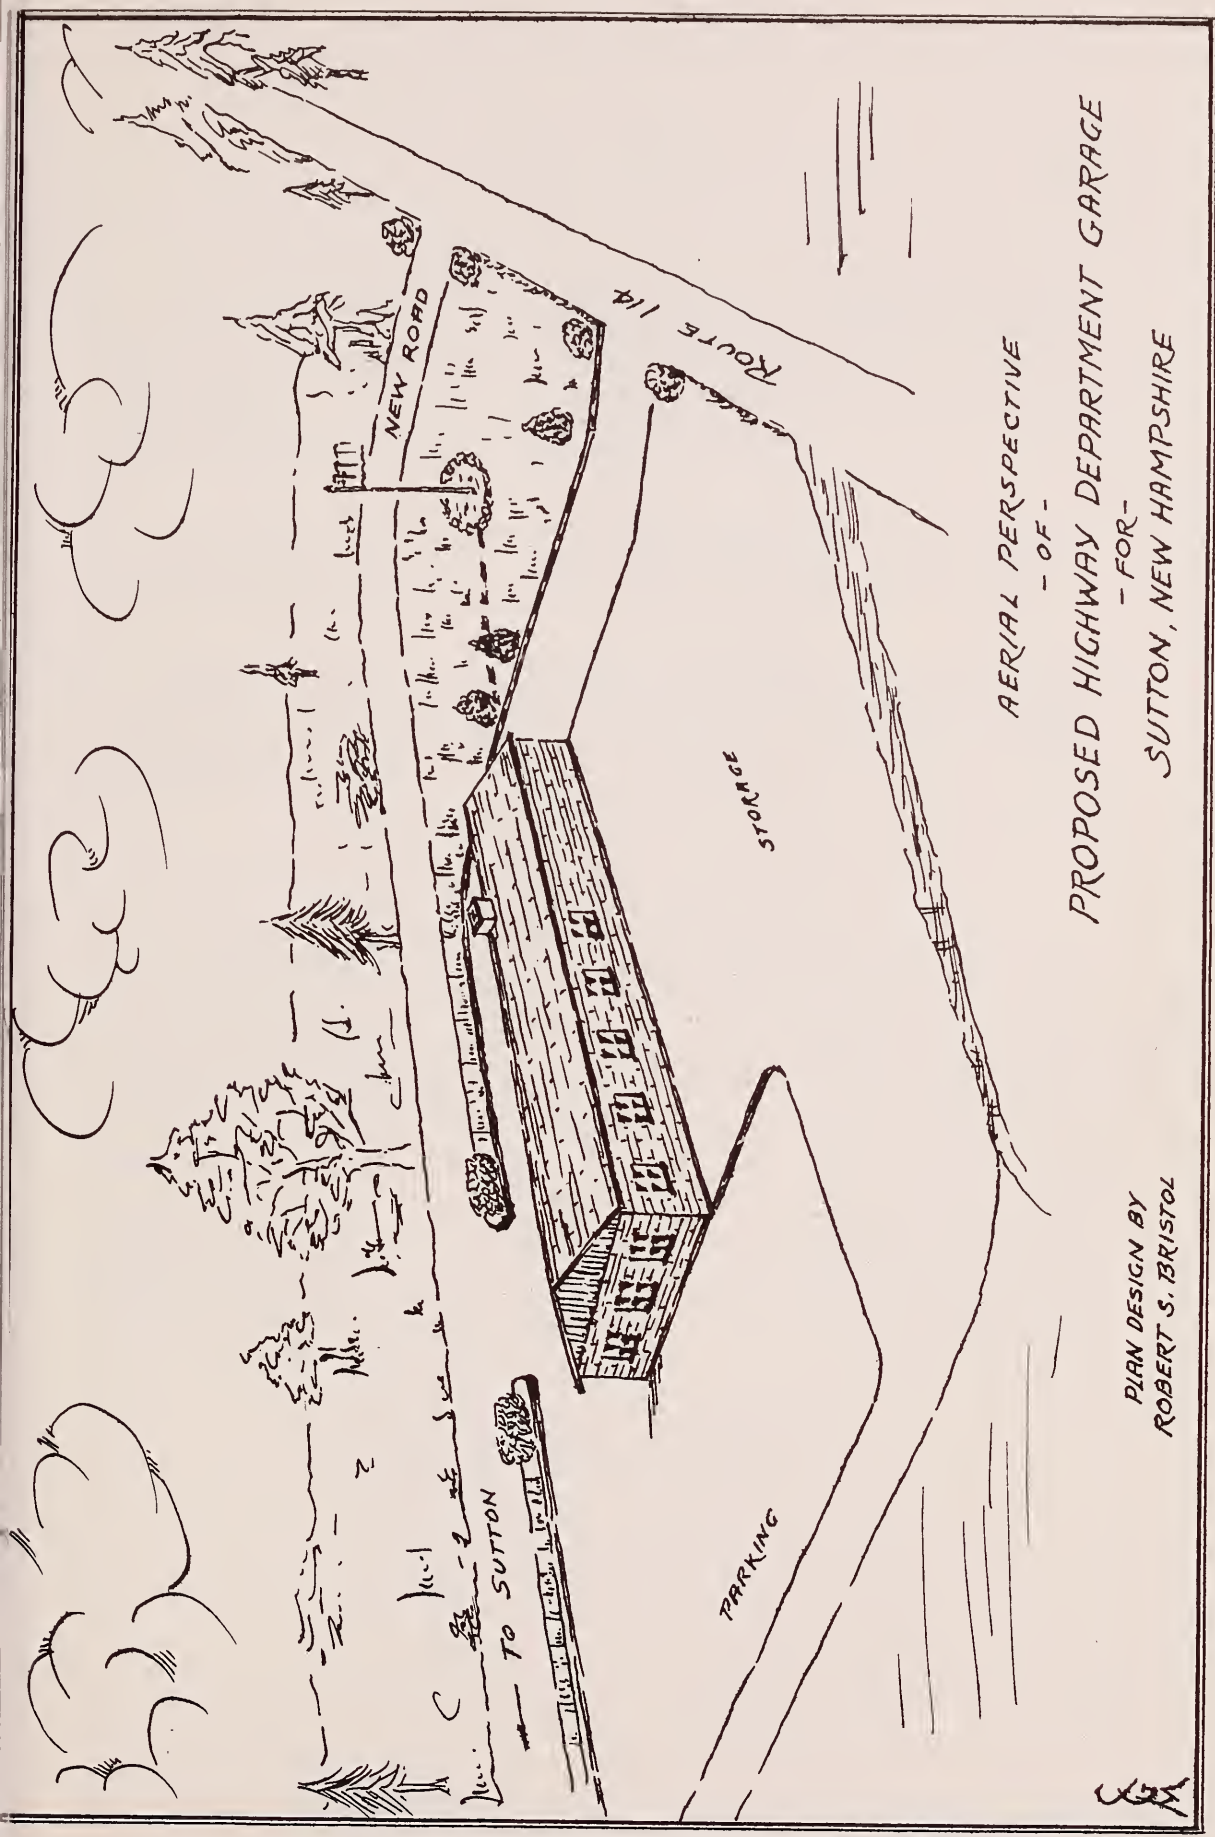 NEW ROAD
ROUTE 114
— TO SUTTON
STORAGE
PARKING
AERIAL PERSPECTIVE
- OF -
PROPOSED HIGHWAY DEPARTMENT GARAGE
- FOR -
SUTTON, NEW HAMPSHIRE
PLAN DESIGN BY
ROBERT S. BRISTOL